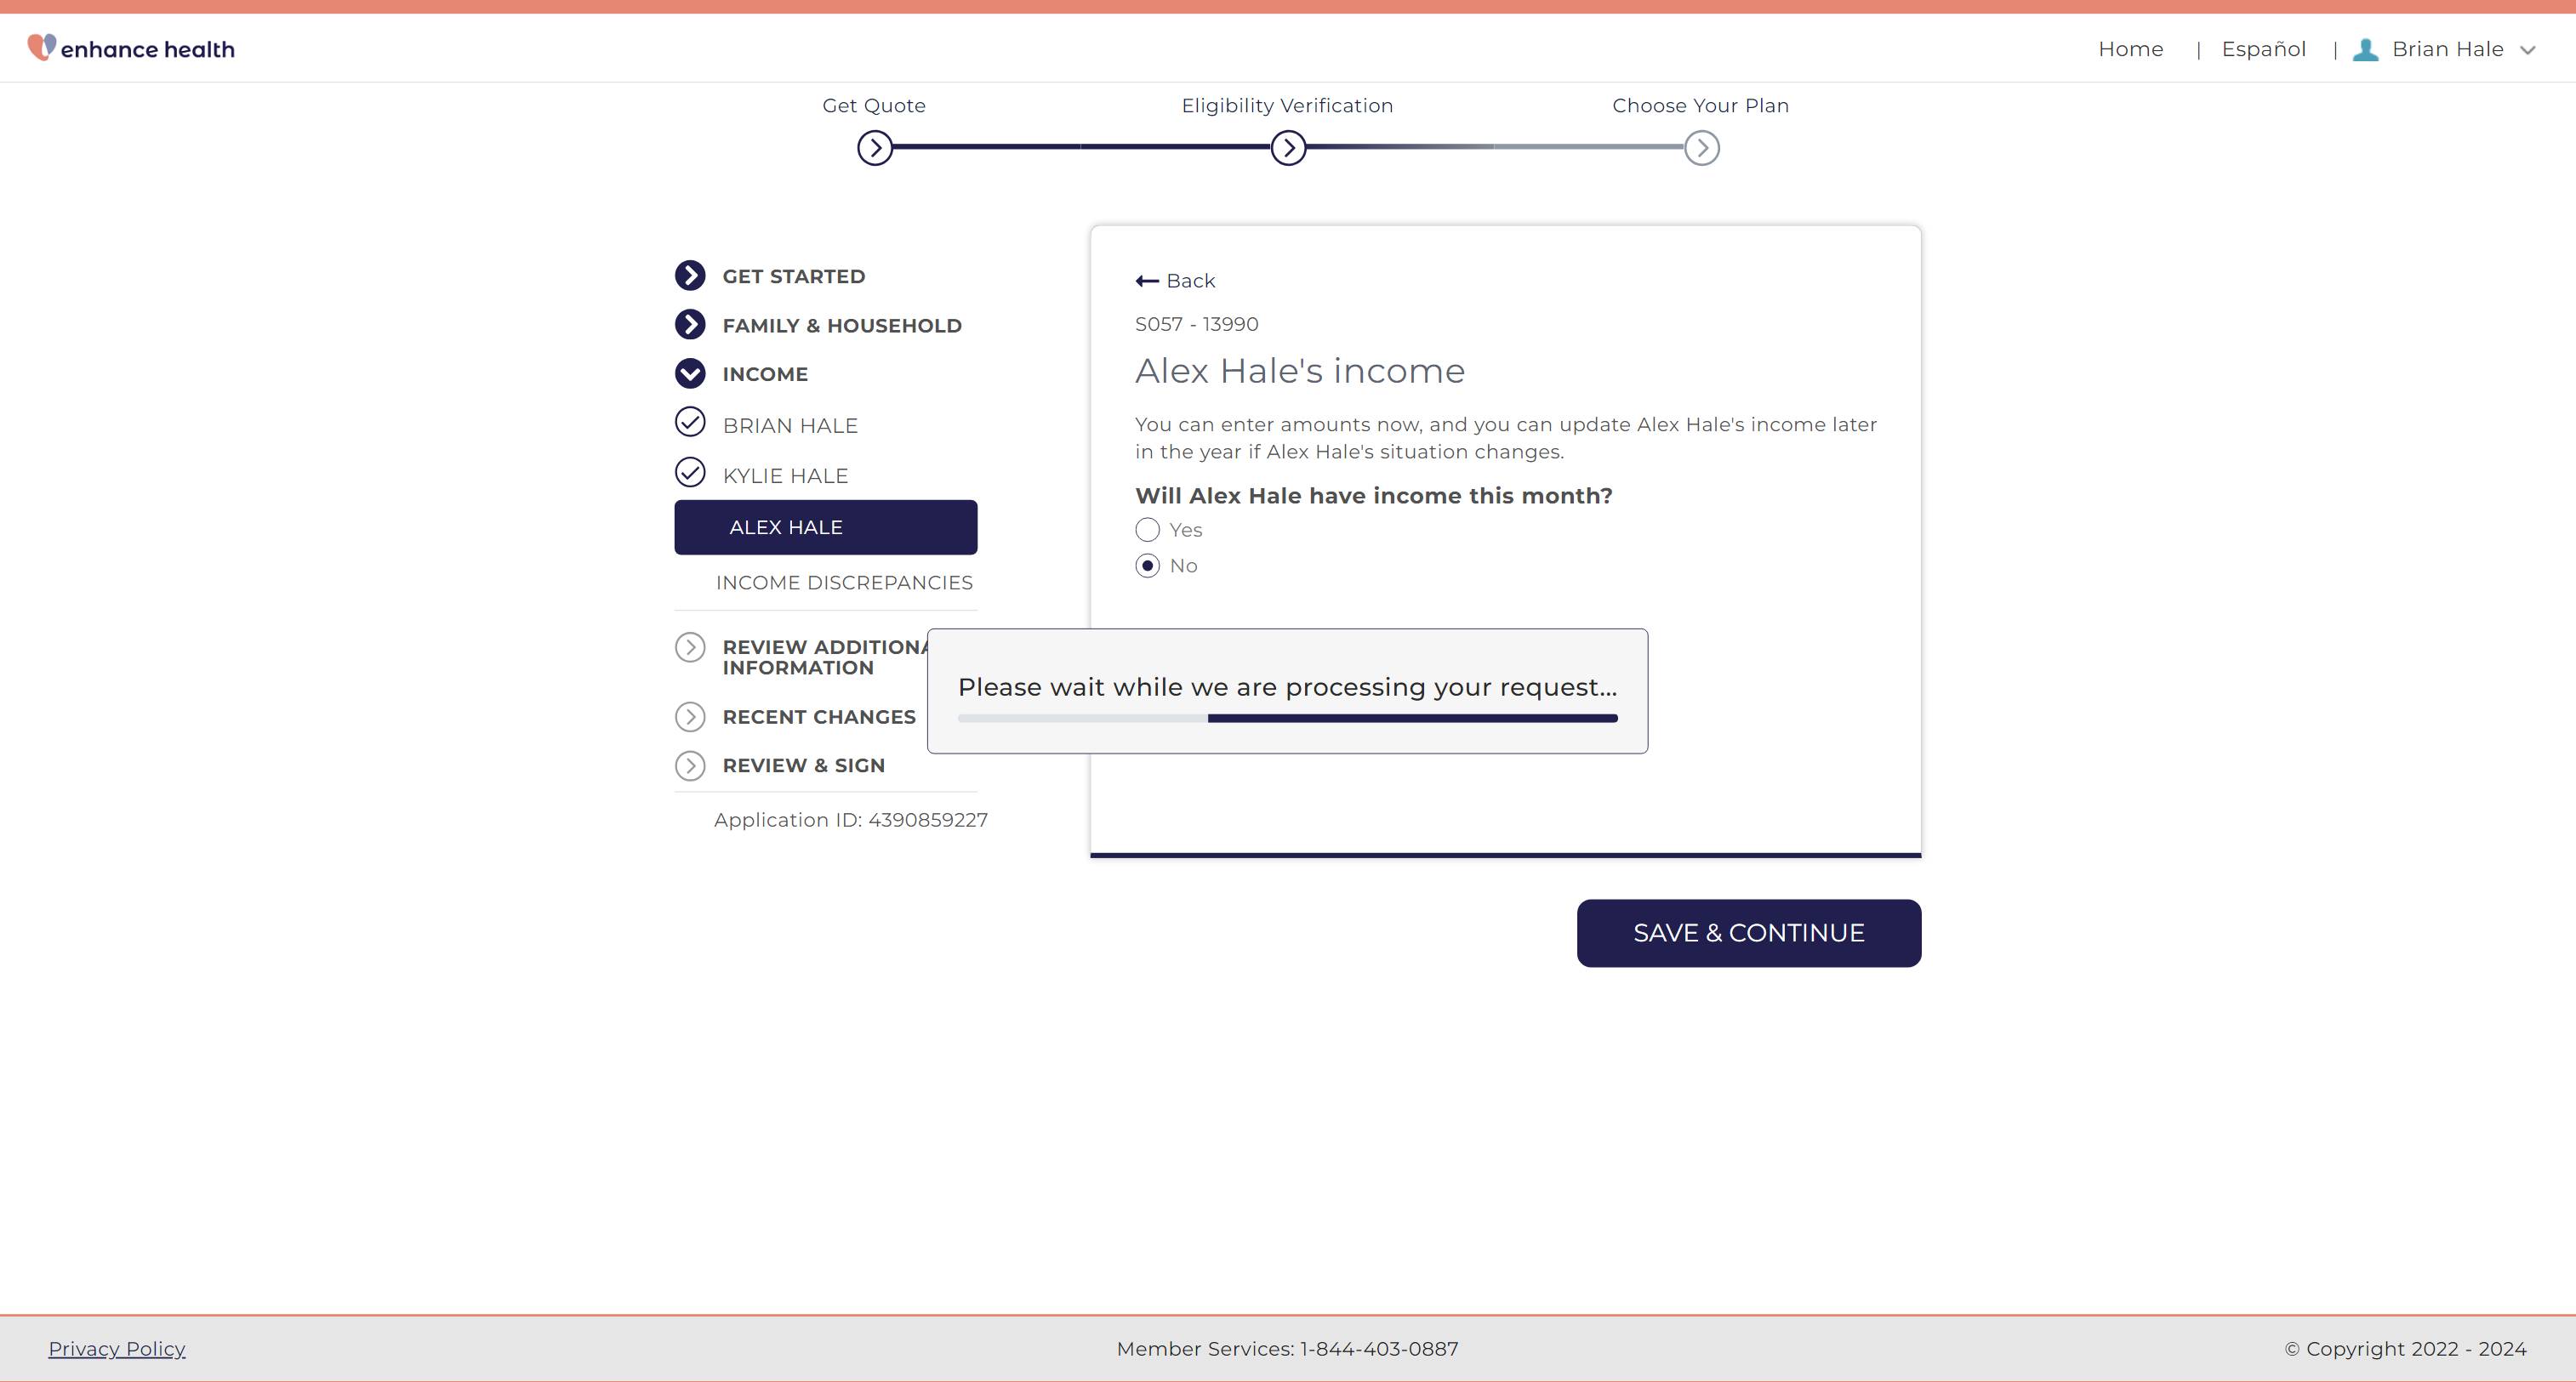 enhance health
Home | Español | Brian Hale
Get Quote
Eligibility Verification
Choose Your Plan
GET STARTED
FAMILY & HOUSEHOLD
INCOME
BRIAN HALE
KYLIE HALE
ALEX HALE
INCOME DISCREPANCIES
REVIEW ADDITIONA
INFORMATION
RECENT CHANGES
REVIEW & SIGN
Application ID: 4390859227
Back
S057 - 13990
Alex Hale's income
You can enter amounts now, and you can update Alex Hale's income later
in the year if Alex Hale's situation changes.
Will Alex Hale have income this month?
Yes
No
Please wait while we are processing your request...
SAVE & CONTINUE
Privacy Policy
Member Services: 1-844-403-0887
© Copyright 2022 - 2024